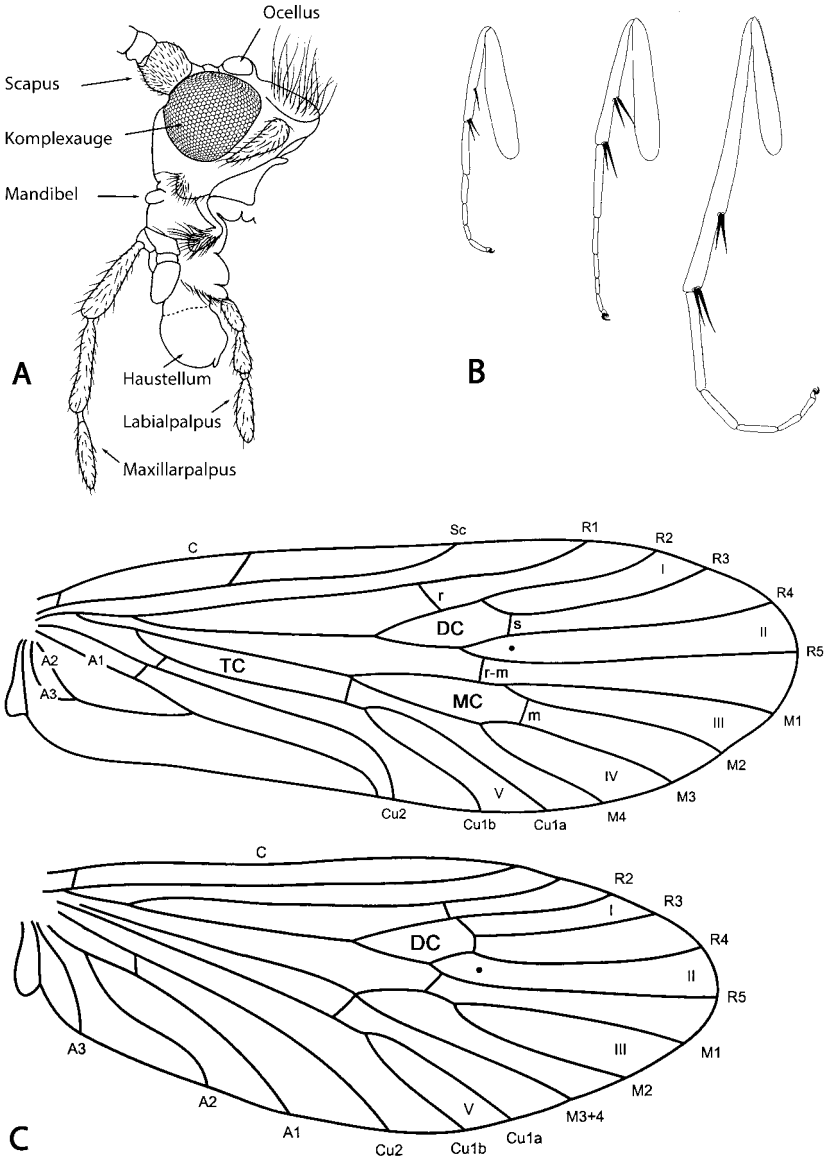 Ocellus
Scapus
Komplexauge
Mandibel
Haustellum
Labialpalpus
Maxillarpalpus
A
B
C
Sc
R1
R2
R3
R4
R5
M1
M2
M3
M4
Cu1a
Cu1b
Cu2
A1
A2
A3
r
s
r-m
m
DC
TC
MC
I
II
III
IV
V
C
R2
R3
R4
R5
M1
M2
M3+4
Cu1a
Cu1b
Cu2
A1
A2
A3
DC
I
II
III
V
C